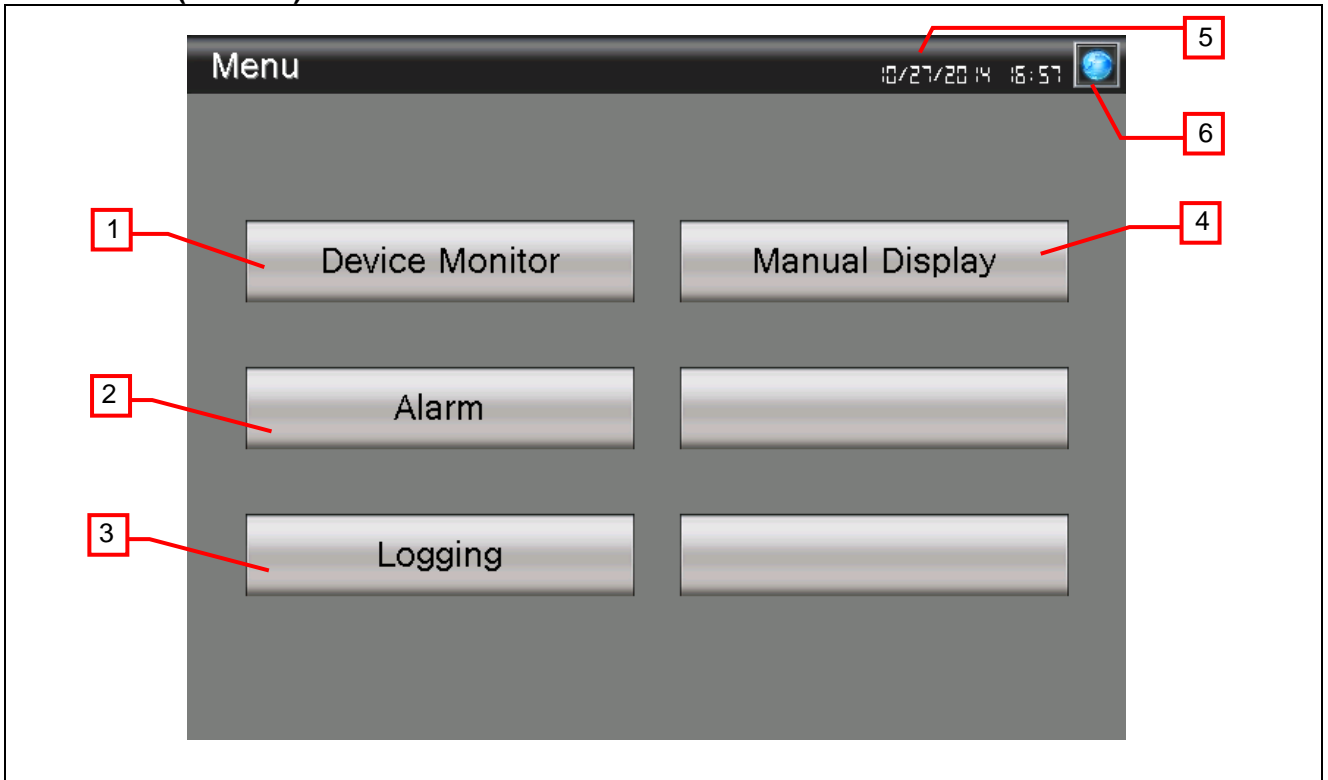 5
Menu
10/27/2014 16:57
6
1
4
Device Monitor
Manual Display
2
Alarm
3
Logging